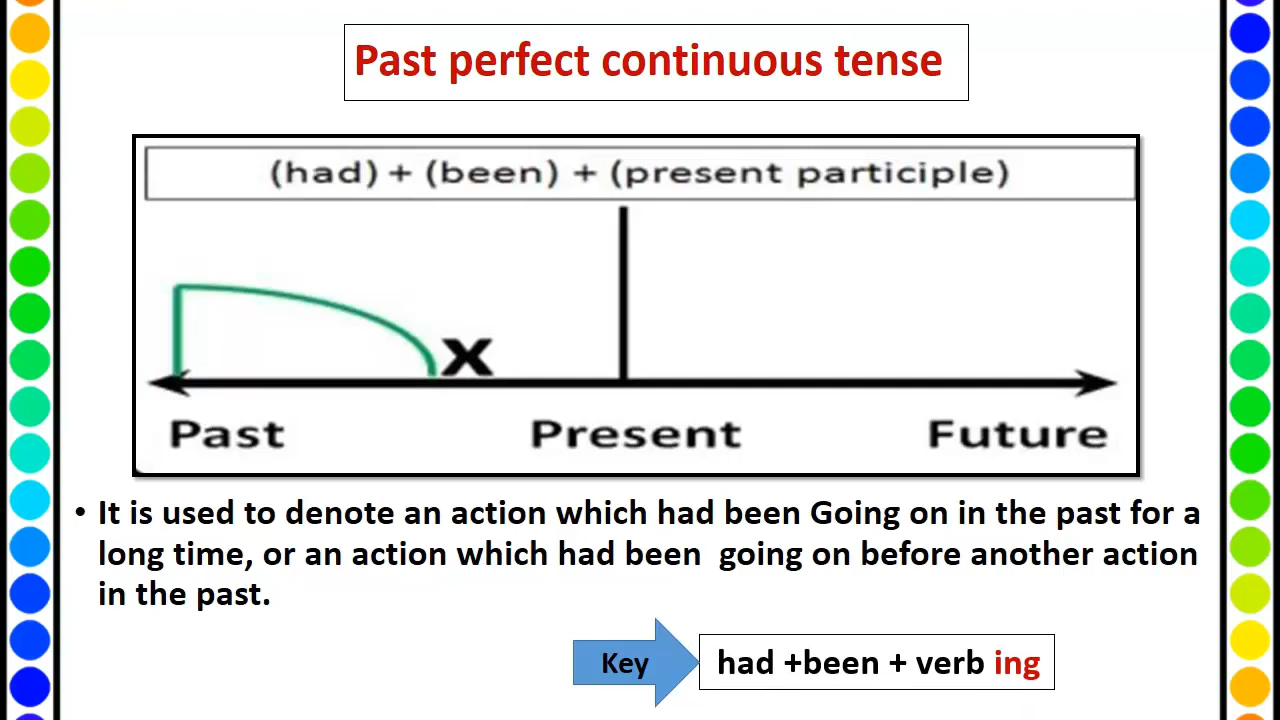 Past perfect continuous tense
(had) + (been) + (present participle)
X
Past Present Future
• It is used to denote an action which had been Going on in the past for a
long time, or an action which had been  going on before another action
in the past.
Key had +been + verb ing